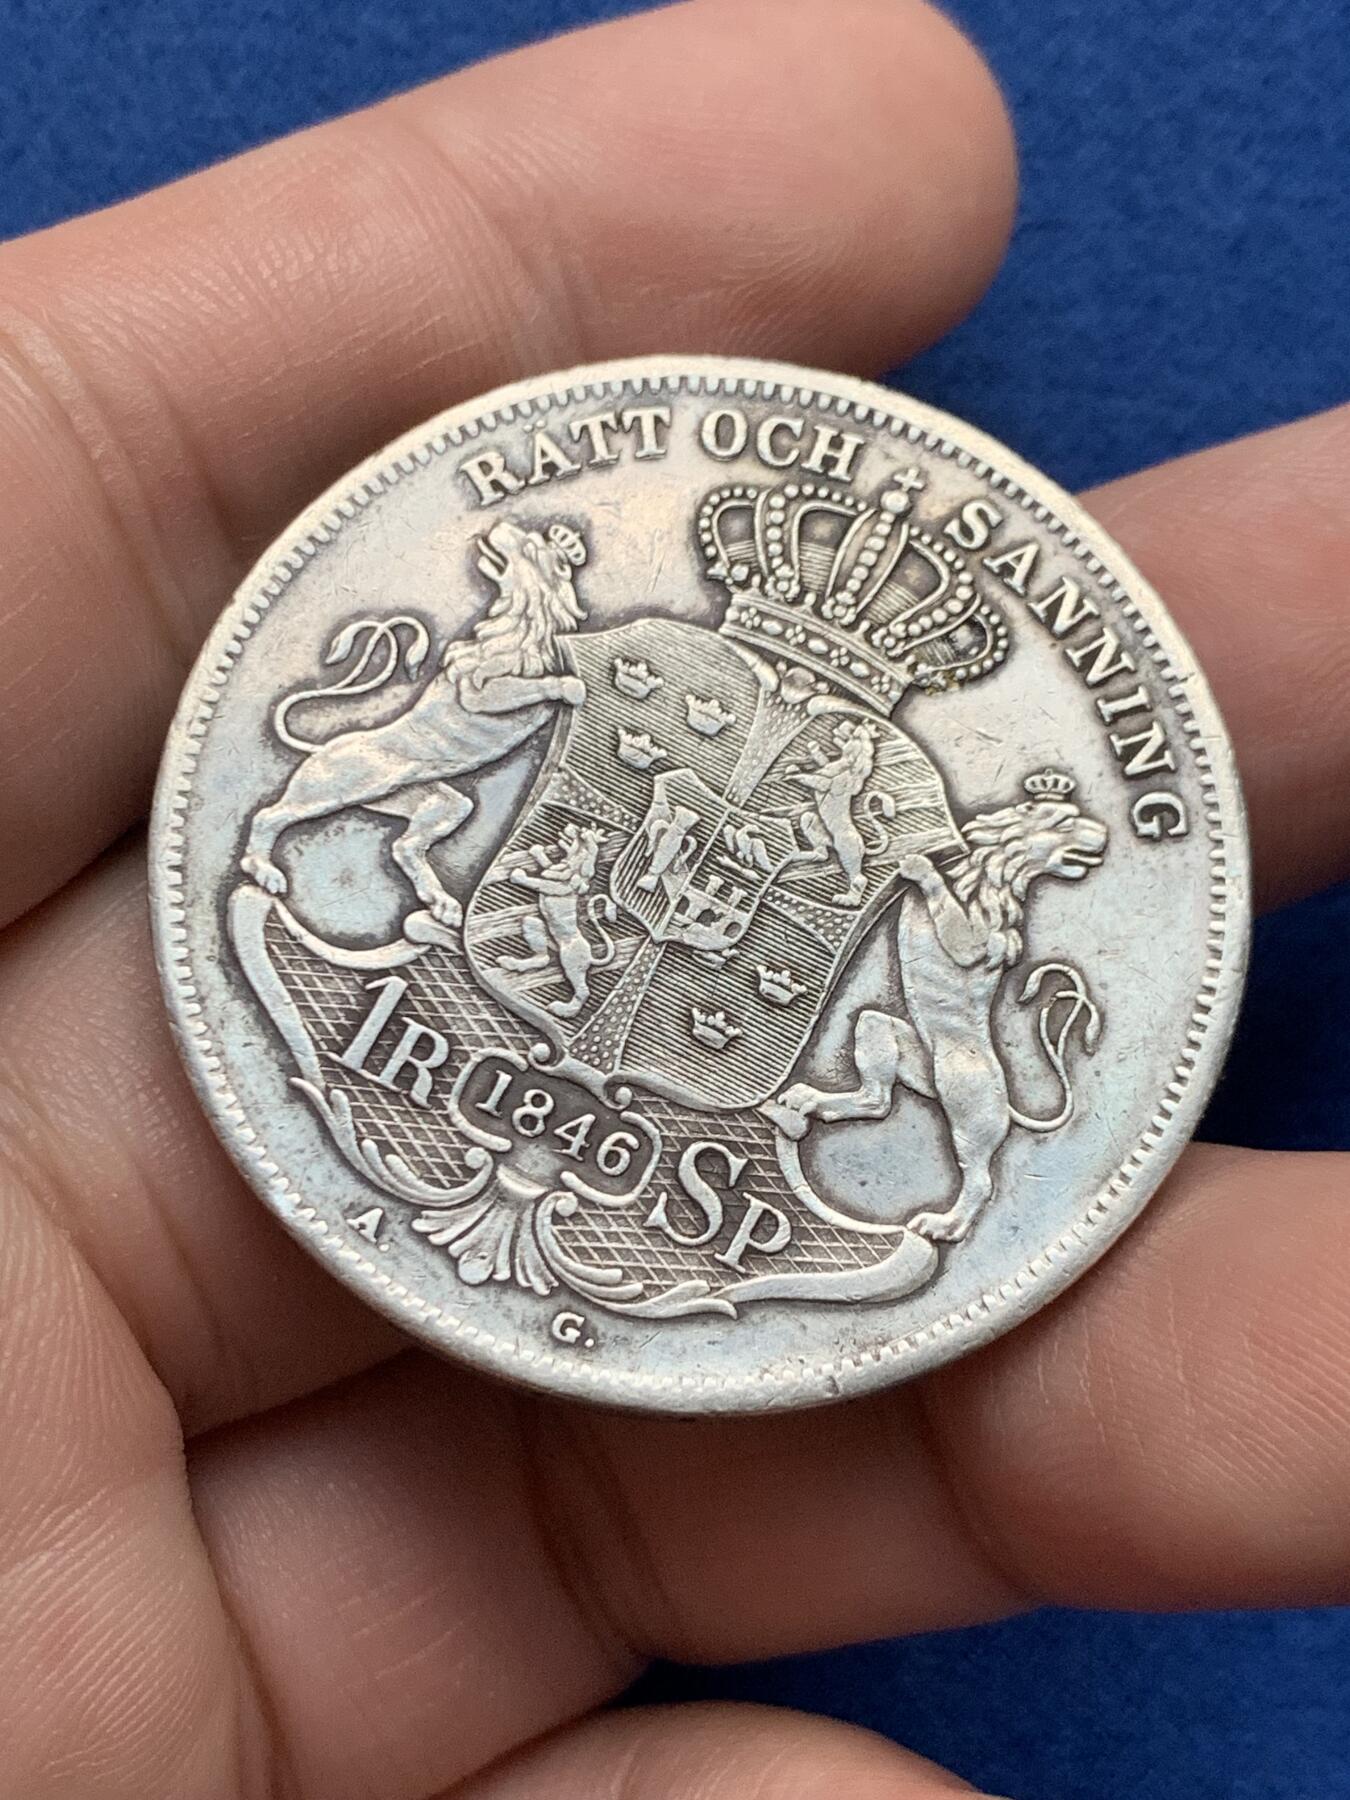 RÄTT OCH SANNING
1R 1846 SP
A. G.